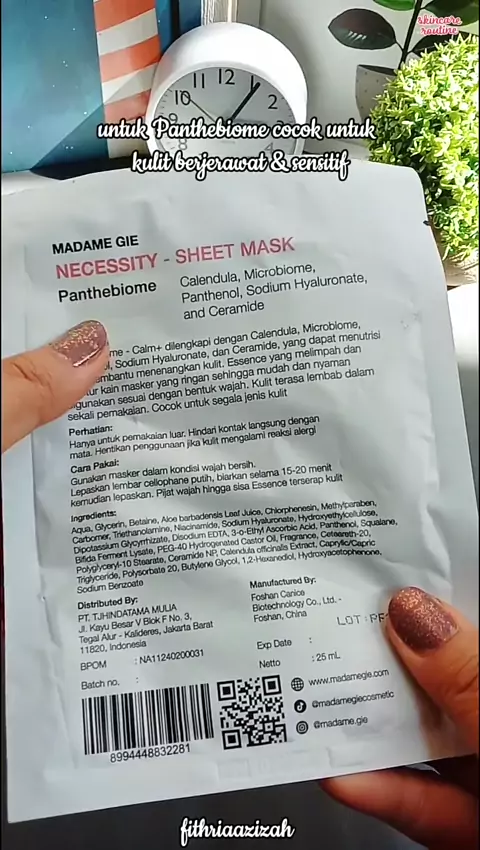 skincare
routine
10 11 12 1 2
4
untuk Panthebiome cocok untuk
kulit berjerawat & sensitif
MADAME GIE
NECESSITY - SHEET MASK
Panthebiome
Calendula, Microbiome,
Panthenol, Sodium Hyaluronate,
and Ceramide
me - Calm+ dilengkapi dengan Calendula, Microbiome,
ol, Sodium Hyaluronate, dan Ceramide, yang dapat menutrisi
mbantu menenangkan kulit. Essence yang melimpah dan
tur kain masker yang ringan sehingga mudah dan nyaman
igunakan sesuai dengan bentuk wajah. Kulit terasa lembab dalam
sekali pemakaian. Cocok untuk segala jenis kulit
Perhatian:
Hanya untuk pemakaian luar. Hindari kontak langsung dengan
mata. Hentikan penggunaan jika kulit mengalami reaksi alergi
Cara Pakai:
Gunakan masker dalam kondisi wajah bersih.
Lepaskan lembar cellophane putih, biarkan selama 15-20 menit
kemudian lepaskan. Pijat wajah hingga sisa Essence terserap kulit
Ingredients:
Aqua, Glycerin, Betaine, Aloe barbadensis Leaf Juice, Chlorphenesin, Methylparaben,
Carbomer, Triethanolamine, Niacinamide, Sodium Hyaluronate, Hydroxyethylcellulose,
Dipotassium Glycyrrhizate, Disodium EDTA, 3-o-Ethyl Ascorbic Acid, Panthenol, Squalane,
Bifida Ferment Lysate, PEG-40 Hydrogenated Castor Oil, Fragrance, Ceteareth-20,
Polyglyceryl-10 Stearate, Ceramide NP, Calendula officinalis Extract, Caprylic/Capric
Triglyceride, Polysorbate 20, Butylene Glycol, 1,2-Hexanediol, Hydroxyacetophenone,
Sodium Benzoate
Distributed By:
PT. TJHINDATAMA MULIA
Jl. Kayu Besar V Blok F No. 3,
Tegal Alur - Kalideres, Jakarta Barat
11820, Indonesia
BPOM : NA11240200031
Batch no. :
8994448832281
Manufactured By:
Foshan Canice
Biotechnology Co., Ltd. -
Foshan, China
LOT:PF
Exp Date :
Netto : 25 mL
www.madamegie.com
@madamegiecosmetic
@madame.gie
fithriaazizah